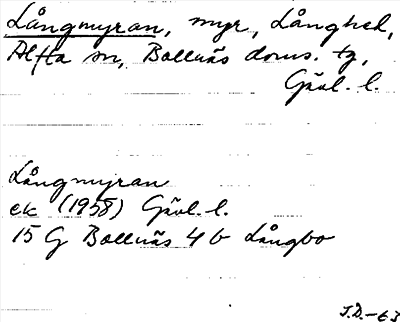 Långmyran, myr, Långhed,
Alfta sn, Bollnäs doms. tg,
Gävl. l.
Långmyran
ek (1958) Gävl. l.
15 G Bollnäs 4 b Långbo
J.D.-63